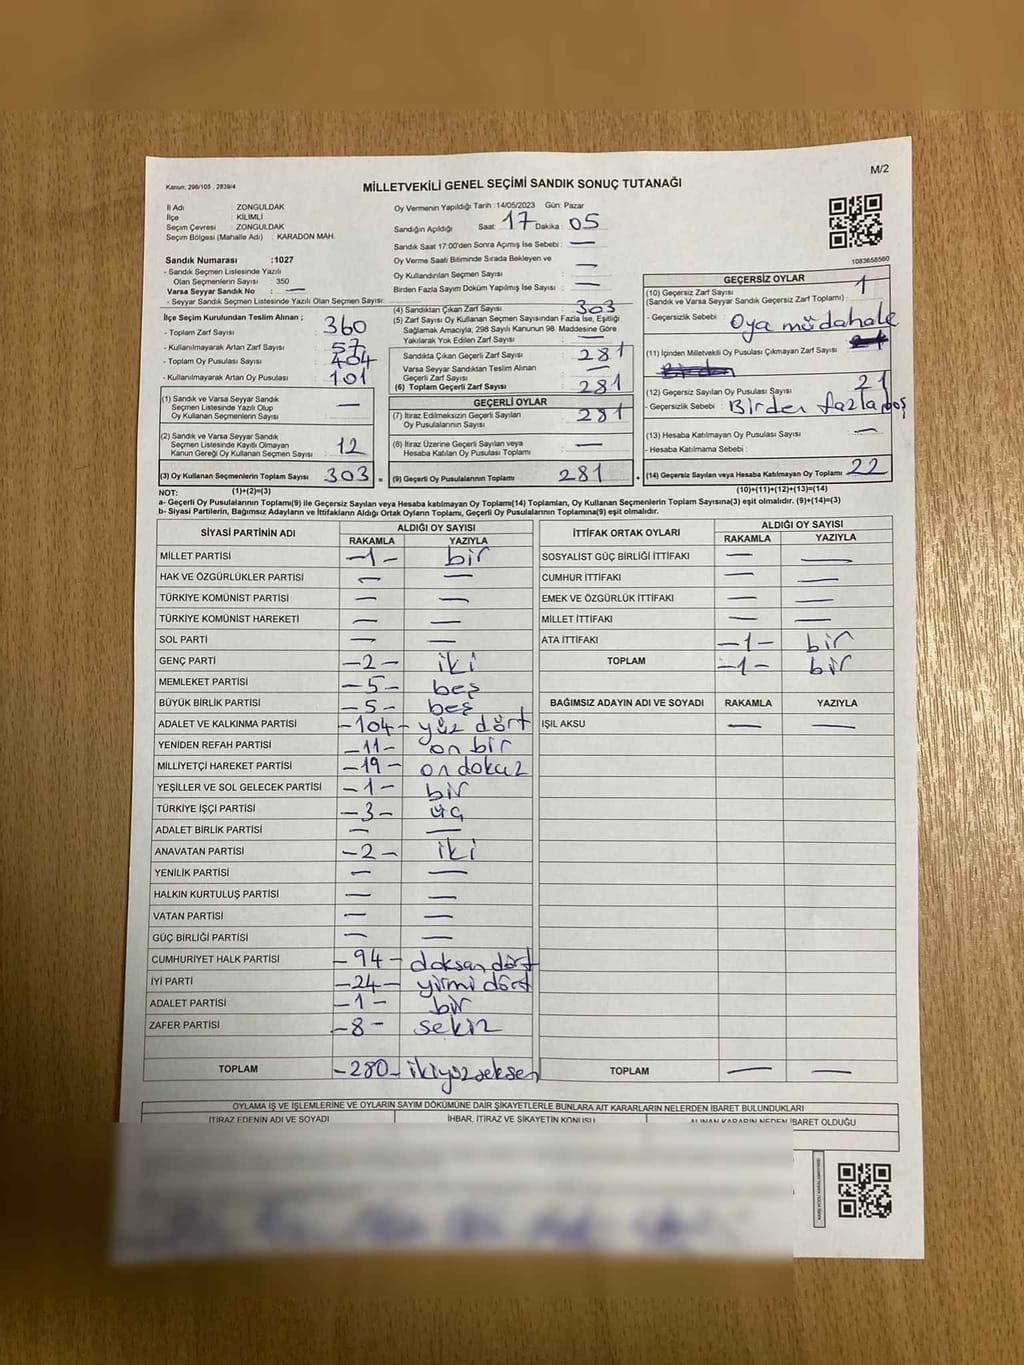 M/2
Kanun: 298/105 , 2839/4
MİLLETVEKİLİ GENEL SEÇİMİ SANDIK SONUÇ TUTANAĞI
İl Adı : ZONGULDAK
İlçe : KİLİMLİ
Seçim Çevresi : ZONGULDAK
Seçim Bölgesi (Mahalle Adı) : KARADON MAH.
Sandık Numarası :1027
- Sandık Seçmen Listesinde Yazılı
Olan Seçmenlerin Sayısı : 350
Varsa Seyyar Sandık No : —
- Seyyar Sandık Seçmen Listesinde Yazılı Olan Seçmen Sayısı:
Oy Vermenin Yapıldığı Tarih :14/05/2023 Gün: Pazar
Sandığın Açıldığı Saat: 17 Dakika : 05
Sandık Saat 17:00'den Sonra Açımış İse Sebebi : —
Oy Verme Saati Bitiminde Sırada Bekleyen ve
Oy Kullandırılan Seçmen Sayısı : —
Birden Fazla Sayım Döküm Yapılmış İse Sayısı : —
1083658560
İlçe Seçim Kurulundan Teslim Alınan ;
- Toplam Zarf Sayısı : 360
- Kullanılmayarak Artan Zarf Sayısı : 57
- Toplam Oy Pusulası Sayısı : 404
- Kullanılmayarak Artan Oy Pusulası : 101
(1) Sandık ve Varsa Seyyar Sandık
Seçmen Listesinde Yazılı Olup
Oy Kullanan Seçmenlerin Sayısı : —
(2) Sandık ve Varsa Seyyar Sandık
Seçmen Listesinde Kayıtlı Olmayan
Kanun Gereği Oy Kullanan Seçmen Sayısı : 12
(3) Oy Kullanan Seçmenlerin Toplam Sayısı : 303 =
(4) Sandıktan Çıkan Zarf Sayısı : 303
(5) Zarf Sayısı Oy Kullanan Seçmen Sayısından Fazla İse, Eşitliği
Sağlamak Amacıyla, 298 Sayılı Kanunun 98. Maddesine Göre
Yakılarak Yok Edilen Zarf Sayısı : —
Sandıkta Çıkan Geçerli Zarf Sayısı : 281
Varsa Seyyar Sandıktan Teslim Alınan
Geçerli Zarf Sayısı : —
(6) Toplam Geçerli Zarf Sayısı : 281
GEÇERLİ OYLAR
(7) İtiraz Edilmeksizin Geçerli Sayılan
Oy Pusulalarının Sayısı : 281
(8) İtiraz Üzerine Geçerli Sayılan veya
Hesaba Katılan Oy Pusulası Toplamı : —
(9) Geçerli Oy Pusulalarının Toplamı : 281 +
GEÇERSİZ OYLAR
(10) Geçersiz Zarf Sayısı
(Sandık ve Varsa Seyyar Sandık Geçersiz Zarf Toplamı) : 1
- Geçersizlik Sebebi : Oya müdahale
(11) İçinden Milletvekili Oy Pusulası Çıkmayan Zarf Sayısı
(12) Geçersiz Sayılan Oy Pusulası Sayısı : 21
- Geçersizlik Sebebi : Birden fazla boş
(13) Hesaba Katılmayan Oy Pusulası Sayısı : —
- Hesaba Katılmama Sebebi :
(14) Geçersiz Sayılan veya Hesaba Katılmayan Oy Toplamı : 22
NOT: (1)+(2)=(3) (10)+(11)+(12)+(13)=(14)
a- Geçerli Oy Pusulalarının Toplamı(9) ile Geçersiz Sayılan veya Hesaba katılmayan Oy Toplamı(14) Toplamları, Oy Kullanan Seçmenlerin Toplam Sayısına(3) eşit olmalıdır. (9)+(14)=(3)
b- Siyasi Partilerin, Bağımsız Adayların ve İttifakların Aldığı Ortak Oyların Toplamı, Geçerli Oy Pusulalarının Toplamına(9) eşit olmalıdır.
SİYASİ PARTİNİN ADI ALDIĞI OY SAYISI
RAKAMLA YAZIYLA
MİLLET PARTİSİ —1— bir
HAK VE ÖZGÜRLÜKLER PARTİSİ — —
TÜRKİYE KOMÜNİST PARTİSİ — —
TÜRKİYE KOMÜNİST HAREKETİ — —
SOL PARTİ — —
GENÇ PARTİ —2— iki
MEMLEKET PARTİSİ —5— beş
BÜYÜK BİRLİK PARTİSİ —5— beş
ADALET VE KALKINMA PARTİSİ —104— yüz dört
YENİDEN REFAH PARTİSİ —11— on bir
MİLLİYETÇİ HAREKET PARTİSİ —19— on dokuz
YEŞİLLER VE SOL GELECEK PARTİSİ —1— bir
TÜRKİYE İŞÇİ PARTİSİ —3— üç
ADALET BİRLİK PARTİSİ — —
ANAVATAN PARTİSİ —2— iki
YENİLİK PARTİSİ — —
HALKIN KURTULUŞ PARTİSİ — —
VATAN PARTİSİ — —
GÜÇ BİRLİĞİ PARTİSİ — —
CUMHURİYET HALK PARTİSİ —94— doksan dört
İYİ PARTİ —24— yirmi dört
ADALET PARTİSİ —1— bir
ZAFER PARTİSİ —8— sekiz
TOPLAM —280— ikiyüzseksen
İTTİFAK ORTAK OYLARI ALDIĞI OY SAYISI
RAKAMLA YAZIYLA
SOSYALİST GÜÇ BİRLİĞİ İTTİFAKI — —
CUMHUR İTTİFAKI — —
EMEK VE ÖZGÜRLÜK İTTİFAKI — —
MİLLET İTTİFAKI — —
ATA İTTİFAKI —1— bir
TOPLAM —1— bir
BAĞIMSIZ ADAYIN ADI VE SOYADI RAKAMLA YAZIYLA
IŞIL AKSU — —
TOPLAM — —
OYLAMA İŞ VE İŞLEMLERİNE VE OYLARIN SAYIM DÖKÜMÜNE DAİR ŞİKAYETLERLE BUNLARA AİT KARARLARIN NELERDEN İBARET BULUNDUKLARI
İTİRAZ EDENİN ADI VE SOYADI İHBAR, İTİRAZ VE ŞİKAYETİN KONUSU ALINAN KARARIN NEDEN İBARET OLDUĞU